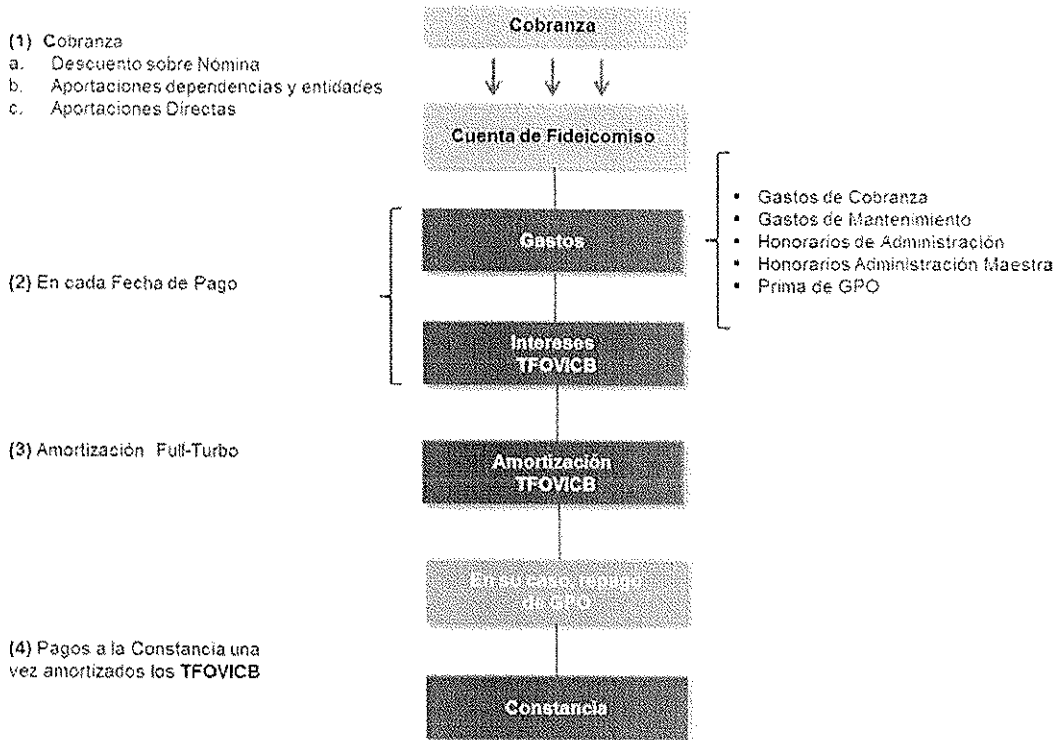 Cobranza
(1) Cobranza
a. Descuento sobre Nómina
b. Aportaciones dependencias y entidades
c. Aportaciones Directas
Cuenta de Fideicomiso
Gastos
▪ Gastos de Cobranza
▪ Gastos de Mantenimiento
▪ Honorarios de Administración
▪ Honorarios Administración Maestra
▪ Prima de GPO
(2) En cada Fecha de Pago
Intereses
TFOVICB
(3) Amortización Full-Turbo
Amortización
TFOVICB
En su caso, repago
de GPO
(4) Pagos a la Constancia una
vez amortizados los TFOVICB
Constancia